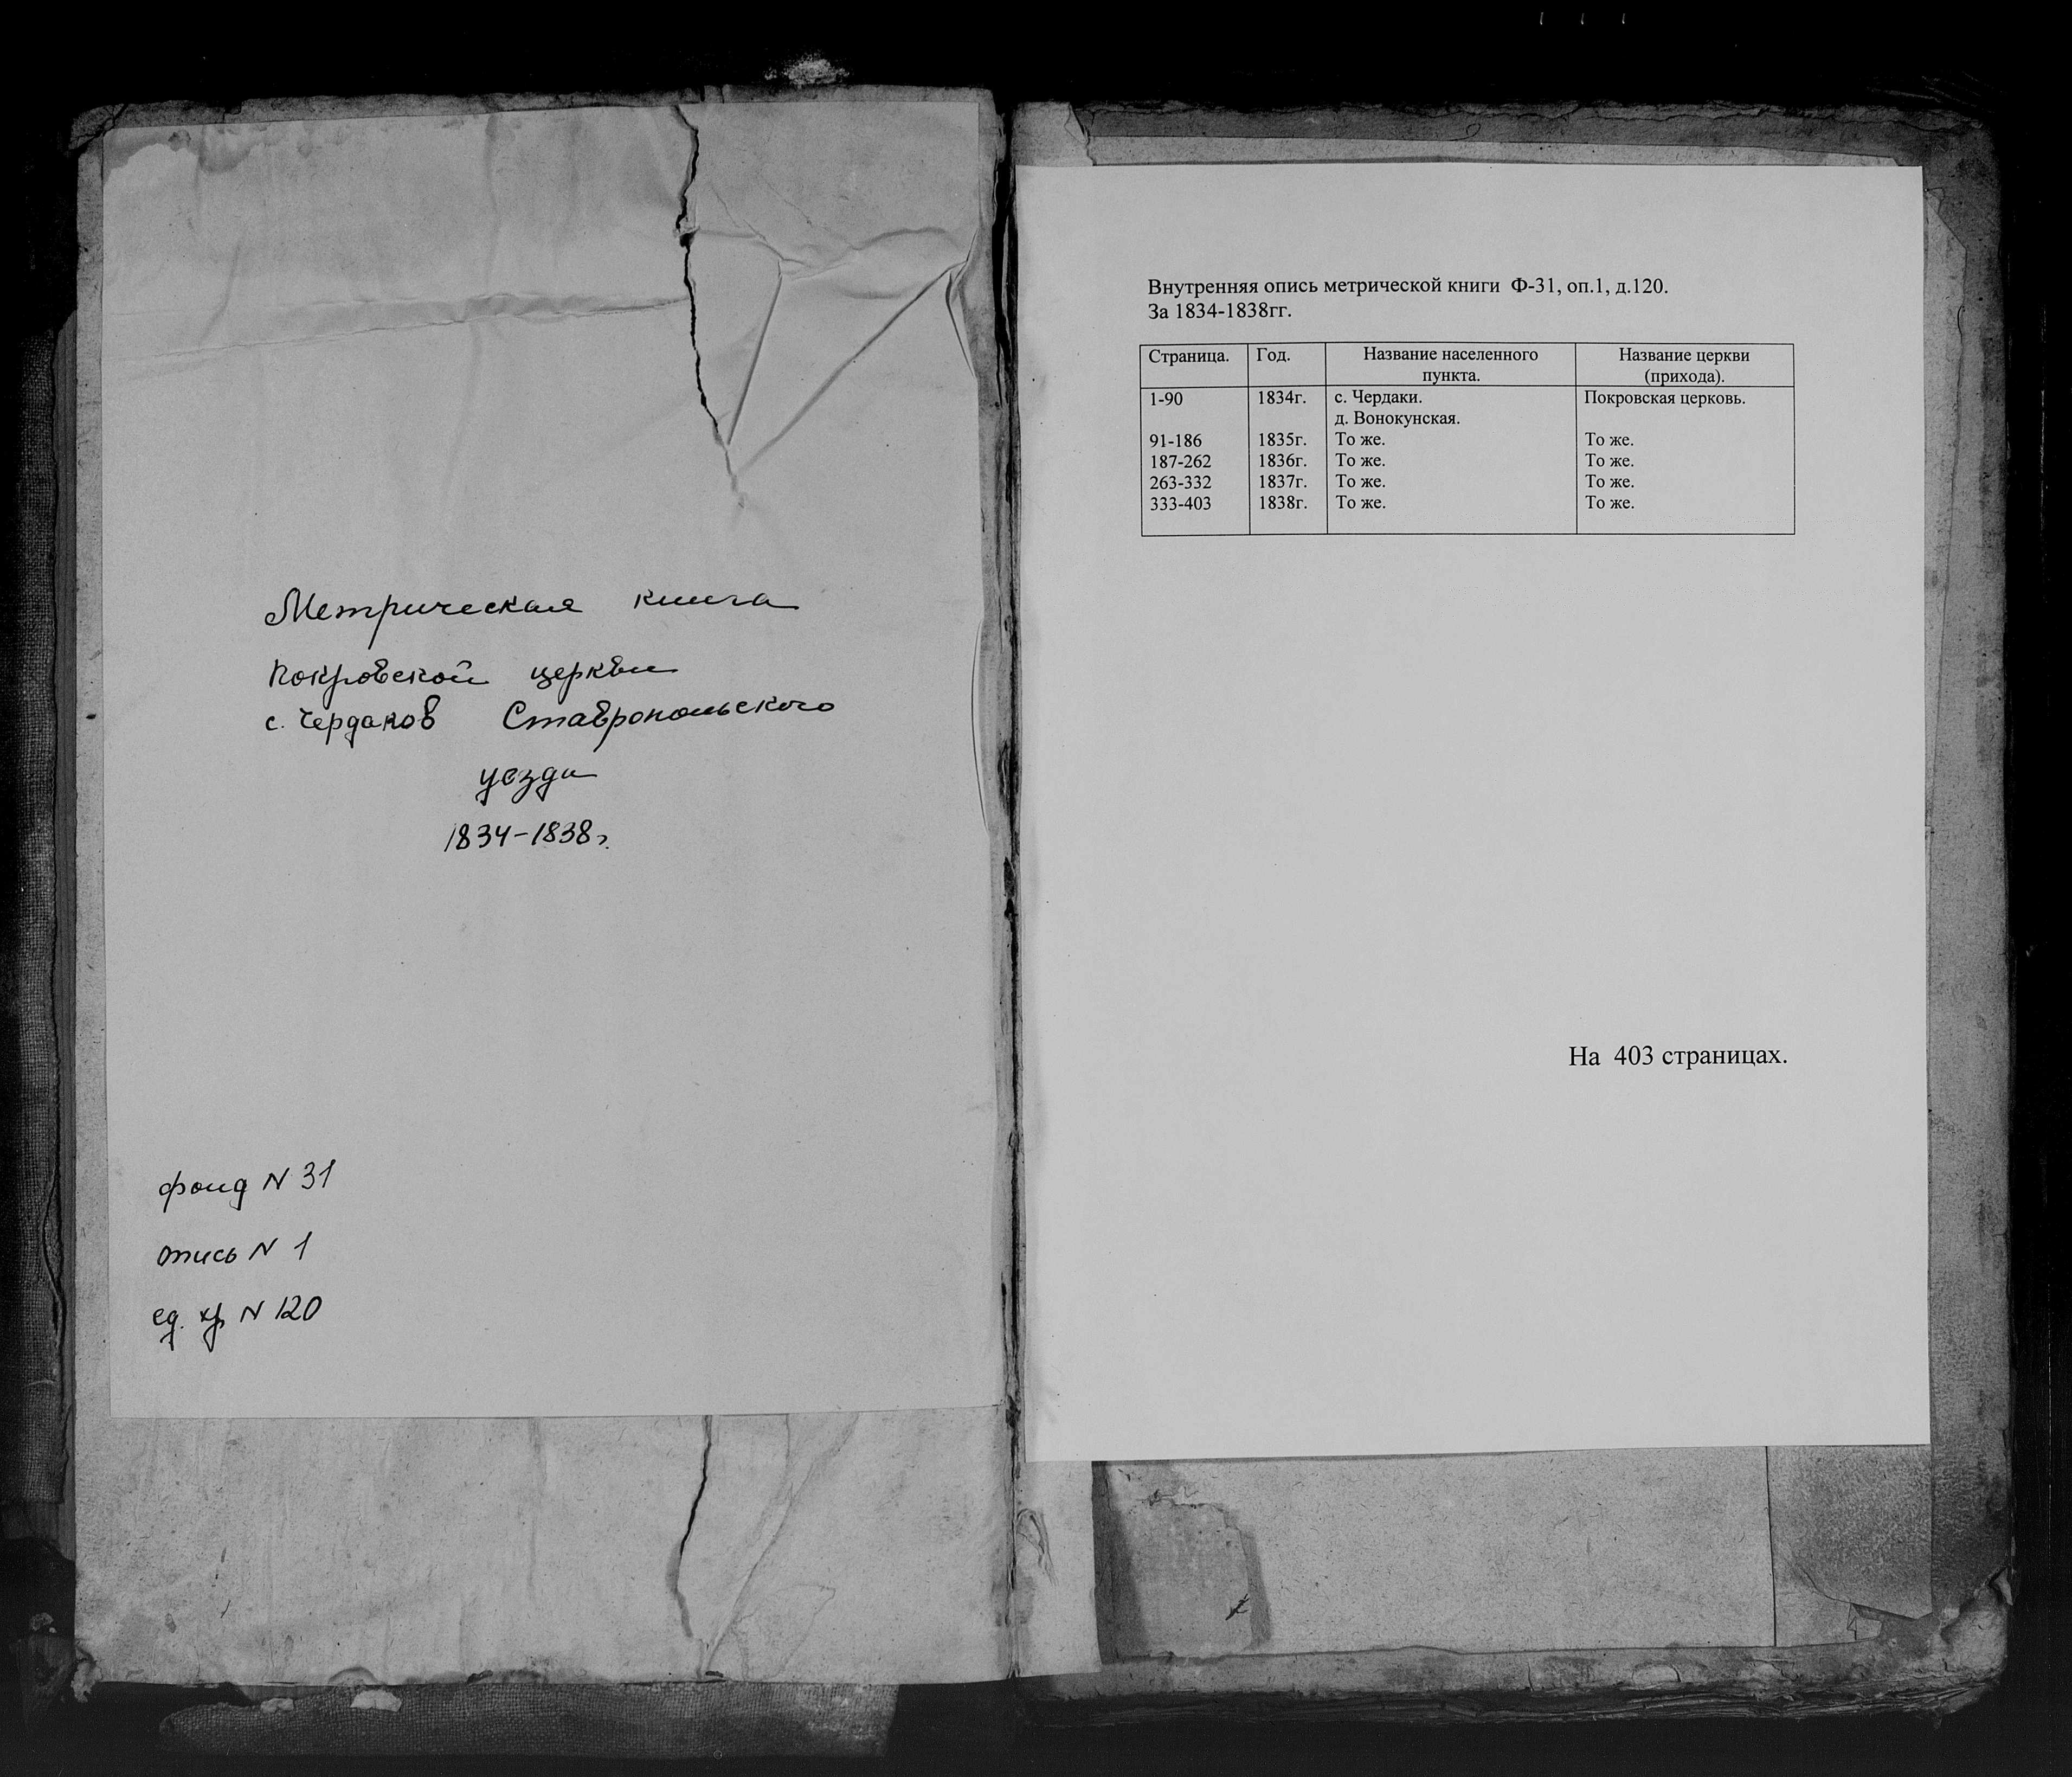 Метрическая книга
Покровской церкви
с. Чердаков Ставропольского
уезда
1834-1838г.
фонд N 31
опись N 1
ед. хр N 120
Внутренняя опись метрической книги Ф-31, оп.1, д.120.
За 1834-1838гг.
Страница. Год. Название населенного пункта. Название церкви (прихода).
1-90 1834г. с. Чердаки. Покровская церковь.
д. Вонокунская.
91-186 1835г. То же. То же.
187-262 1836г. То же. То же.
263-332 1837г. То же. То же.
333-403 1838г. То же. То же.
На 403 страницах.